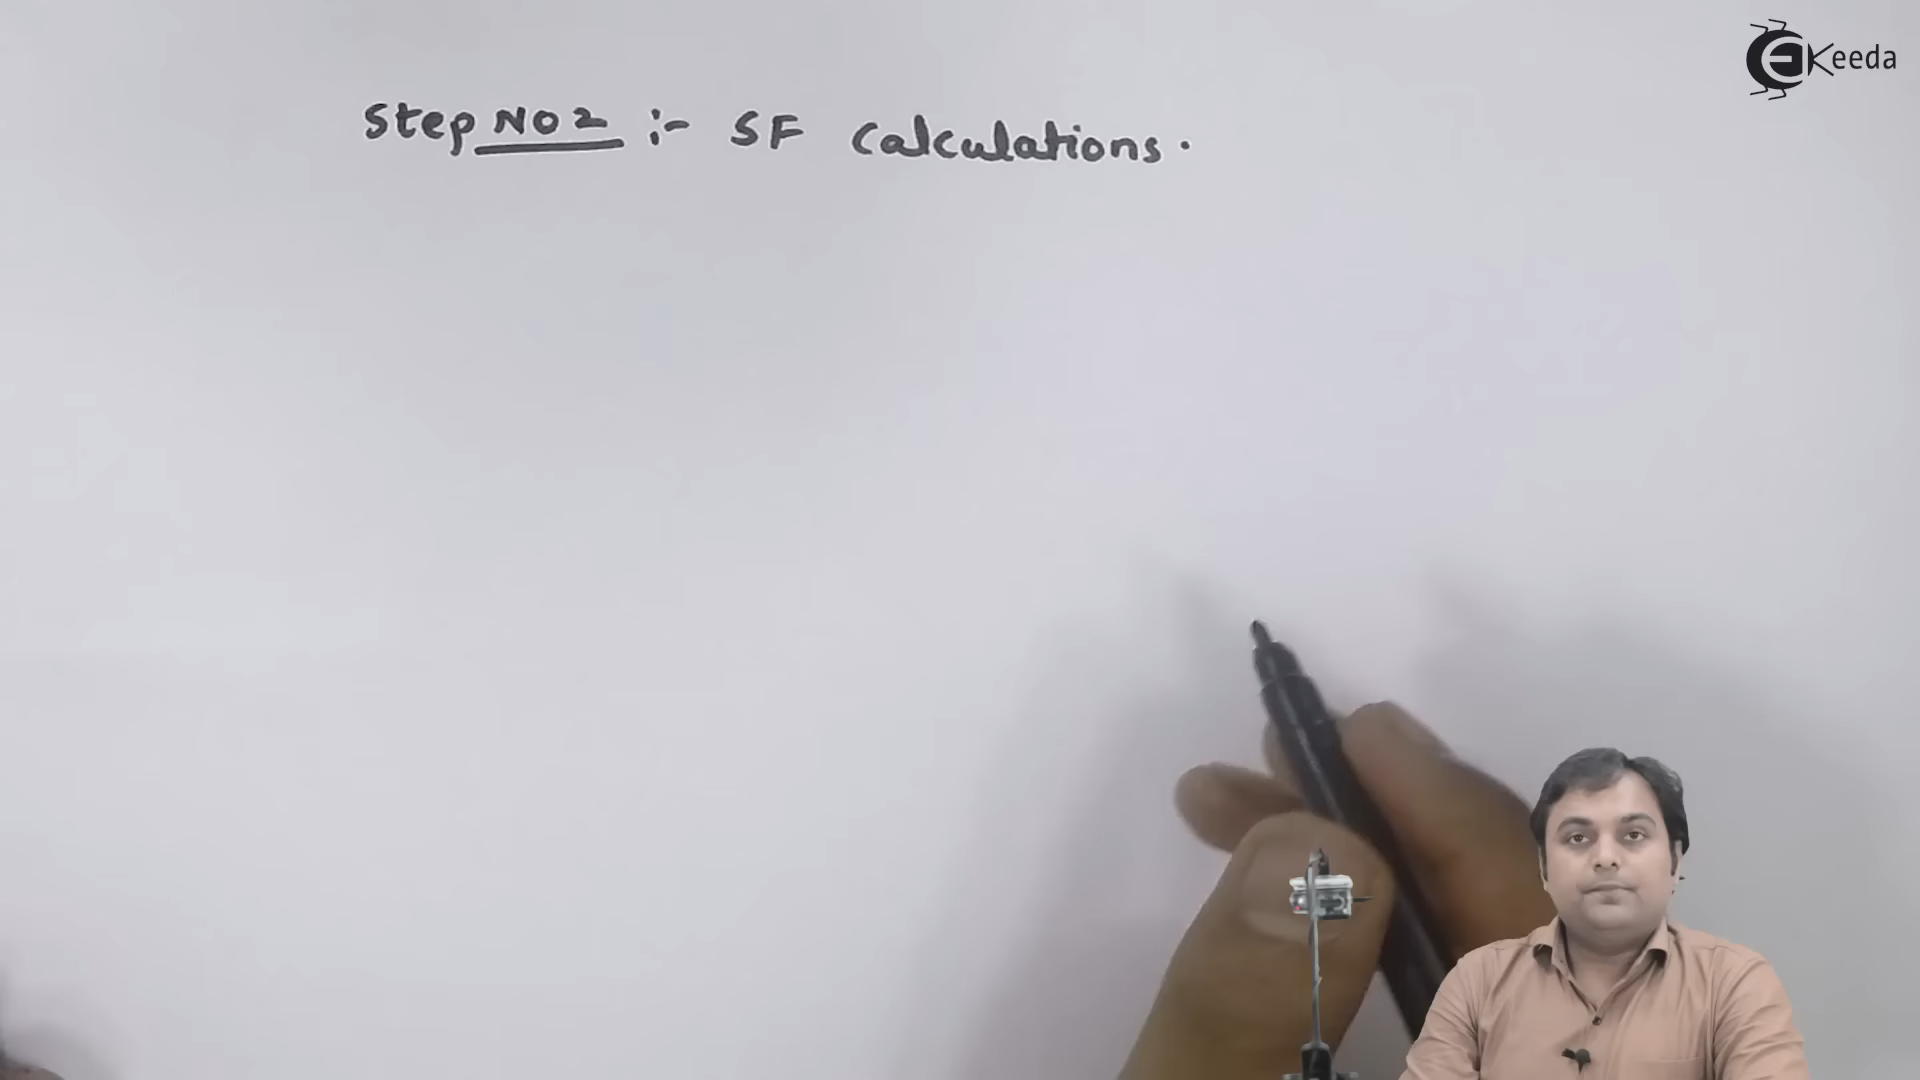 EKeeda
Step NO 2 :- SF Calculations.